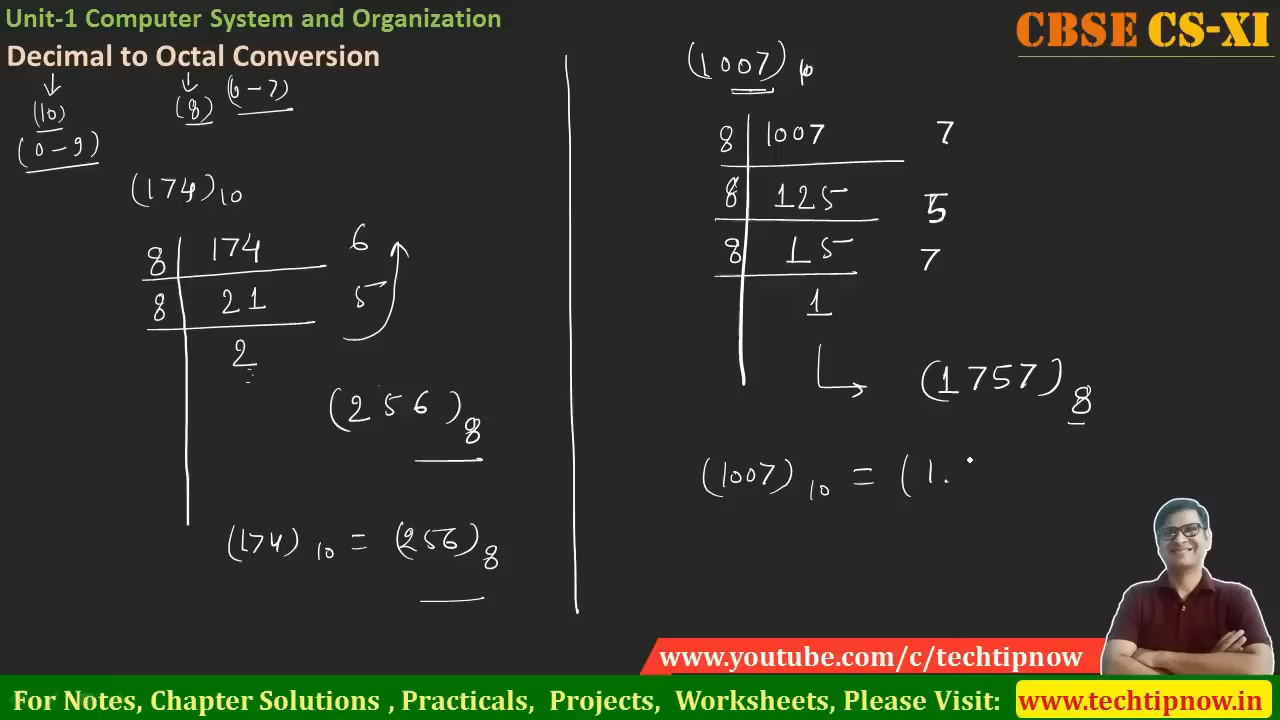 Unit-1 Computer System and Organization
CBSE CS-XI
Decimal to Octal Conversion
(10)
(8) (0-7)
(0-9)
(174)10
8 174 6
8 21 5
2
(256)8
(174)10 = (256)8
(1007)10
8 1007 7
8 125 5
8 15 7
1
(1757)8
(1007)10 = (1.
www.youtube.com/c/techtipnow
For Notes, Chapter Solutions , Practicals, Projects, Worksheets, Please Visit: www.techtipnow.in